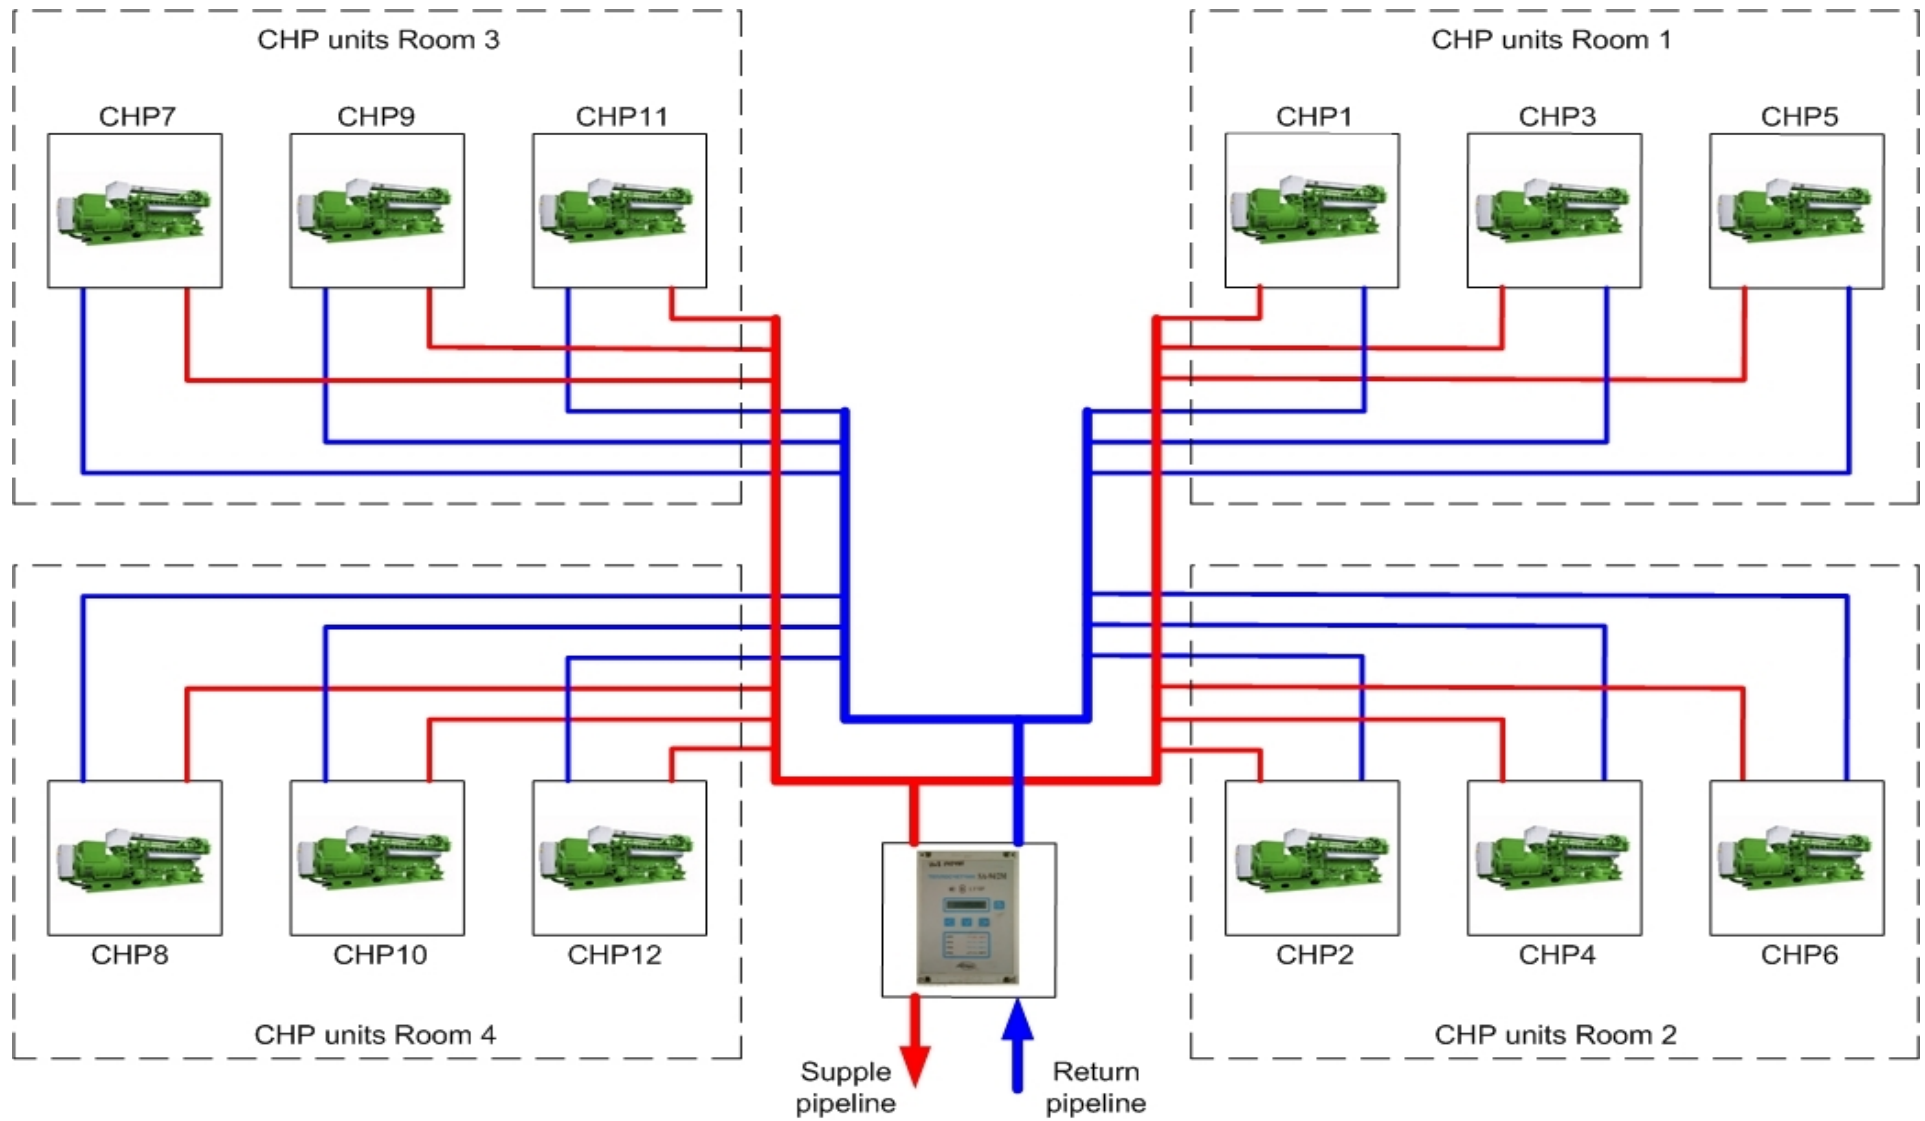 CHP units Room 3
CHP units Room 1
CHP7
CHP9
CHP11
CHP1
CHP3
CHP5
CHP8
CHP10
CHP12
CHP2
CHP4
CHP6
CHP units Room 4
CHP units Room 2
Supple
pipeline
Return
pipeline